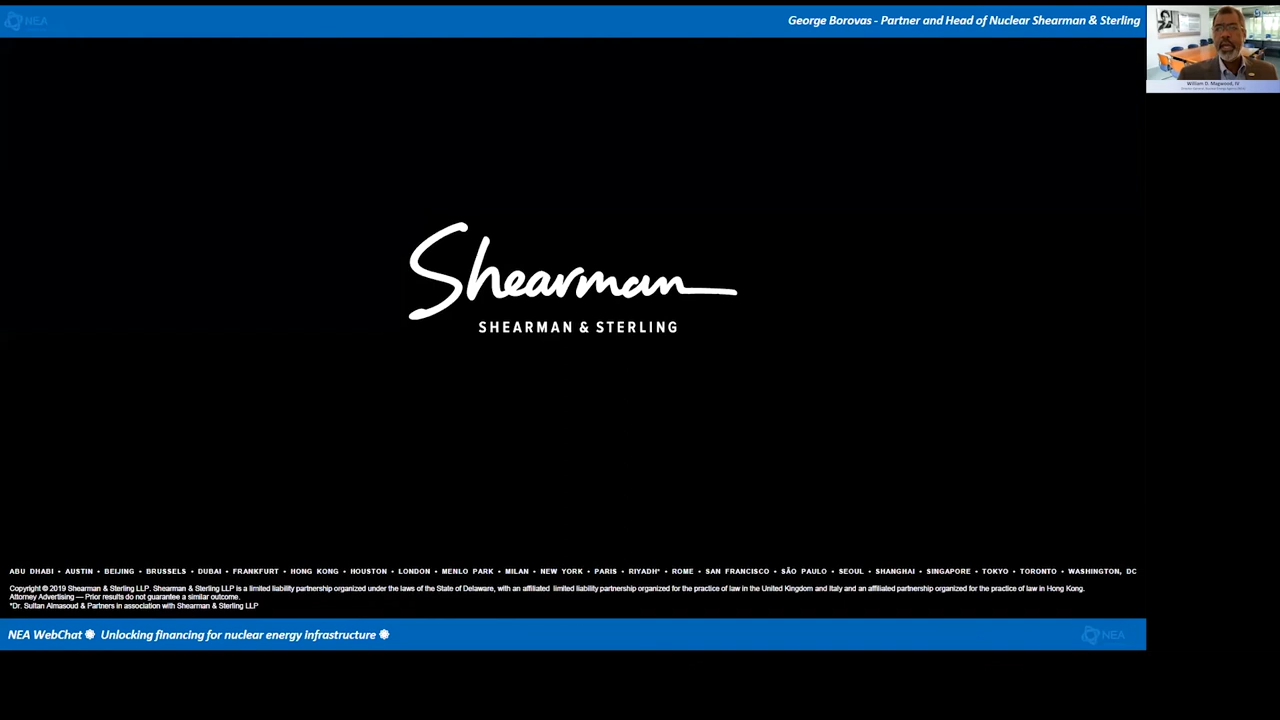 NEA
George Borovas - Partner and Head of Nuclear Shearman & Sterling
William D. Magwood, IV
Shearman
SHEARMAN & STERLING
ABU DHABI • AUSTIN • BEIJING • BRUSSELS • DUBAI • FRANKFURT • HONG KONG • HOUSTON • LONDON • MENLO PARK • MILAN • NEW YORK • PARIS • RIYADH* • ROME • SAN FRANCISCO • SÃO PAULO • SEOUL • SHANGHAI • SINGAPORE • TOKYO • TORONTO • WASHINGTON, DC
Copyright © 2019 Shearman & Sterling LLP. Shearman & Sterling LLP is a limited liability partnership organized under the laws of the State of Delaware, with an affiliated limited liability partnership organized for the practice of law in the United Kingdom and Italy and an affiliated partnership organized for the practice of law in Hong Kong.
Attorney Advertising — Prior results do not guarantee a similar outcome.
*Dr. Sultan Almasoud & Partners in association with Shearman & Sterling LLP
NEA WebChat Unlocking financing for nuclear energy infrastructure
NEA